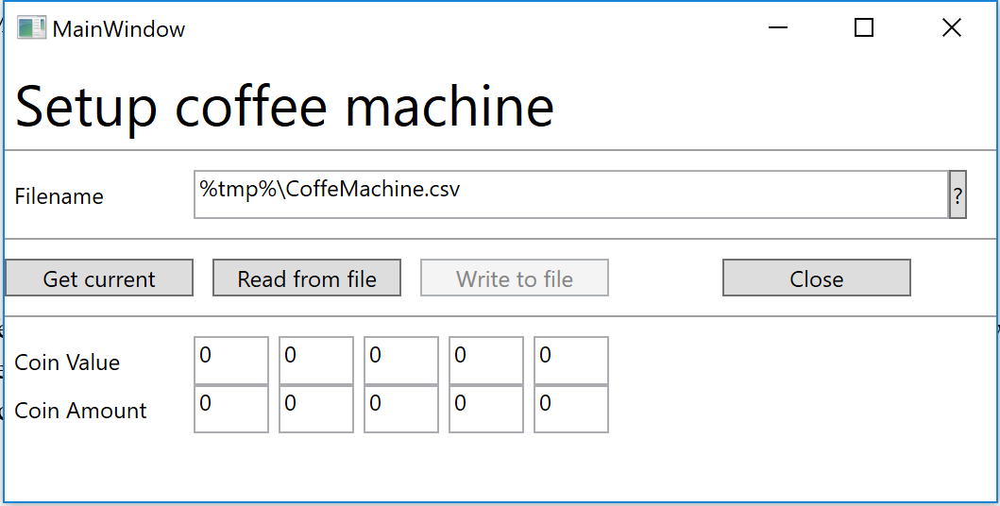 MainWindow
Setup coffee machine
Filename %tmp%\CoffeMachine.csv ?
Get current Read from file Write to file Close
Coin Value 0 0 0 0 0
Coin Amount 0 0 0 0 0